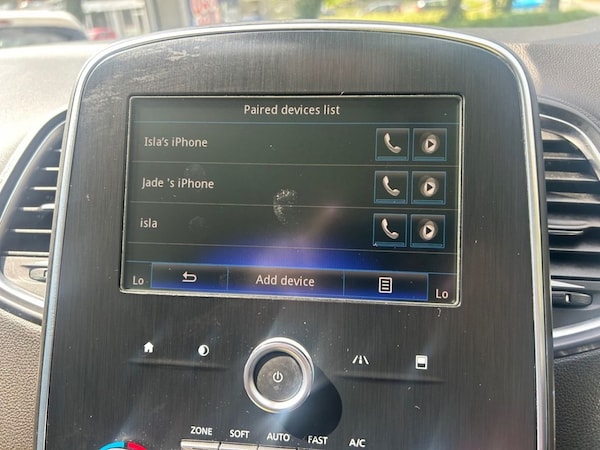 Paired devices list
Isla's iPhone
Jade 's iPhone
isla
Lo
Add device
Lo
ZONE SOFT AUTO FAST A/C